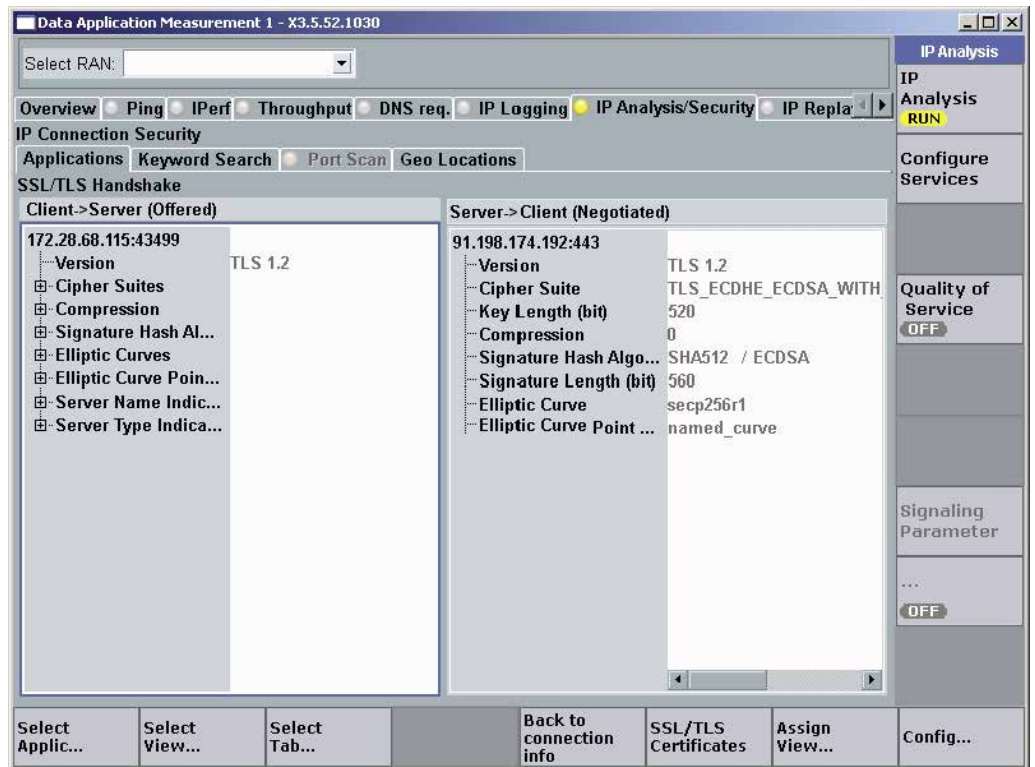 Data Application Measurement 1 - X3.5.52.1030
Select RAN:
Overview Ping IPerf Throughput DNS req. IP Logging IP Analysis/Security IP Repla
IP Connection Security
Applications Keyword Search Port Scan Geo Locations
SSL/TLS Handshake
Client->Server (Offered)
172.28.68.115:43499
Version TLS 1.2
Cipher Suites
Compression
Signature Hash Al...
Elliptic Curves
Elliptic Curve Poin...
Server Name Indic...
Server Type Indica...
Server->Client (Negotiated)
91.198.174.192:443
Version TLS 1.2
Cipher Suite TLS_ECDHE_ECDSA_WITH_
Key Length (bit) 520
Compression 0
Signature Hash Algo... SHA512 / ECDSA
Signature Length (bit) 560
Elliptic Curve secp256r1
Elliptic Curve Point ... named_curve
IP Analysis
IP
Analysis
RUN
Configure
Services
Quality of
Service
OFF
Signaling
Parameter
...
OFF
Select
Applic...
Select
View...
Select
Tab...
Back to
connection
info
SSL/TLS
Certificates
Assign
View...
Config...